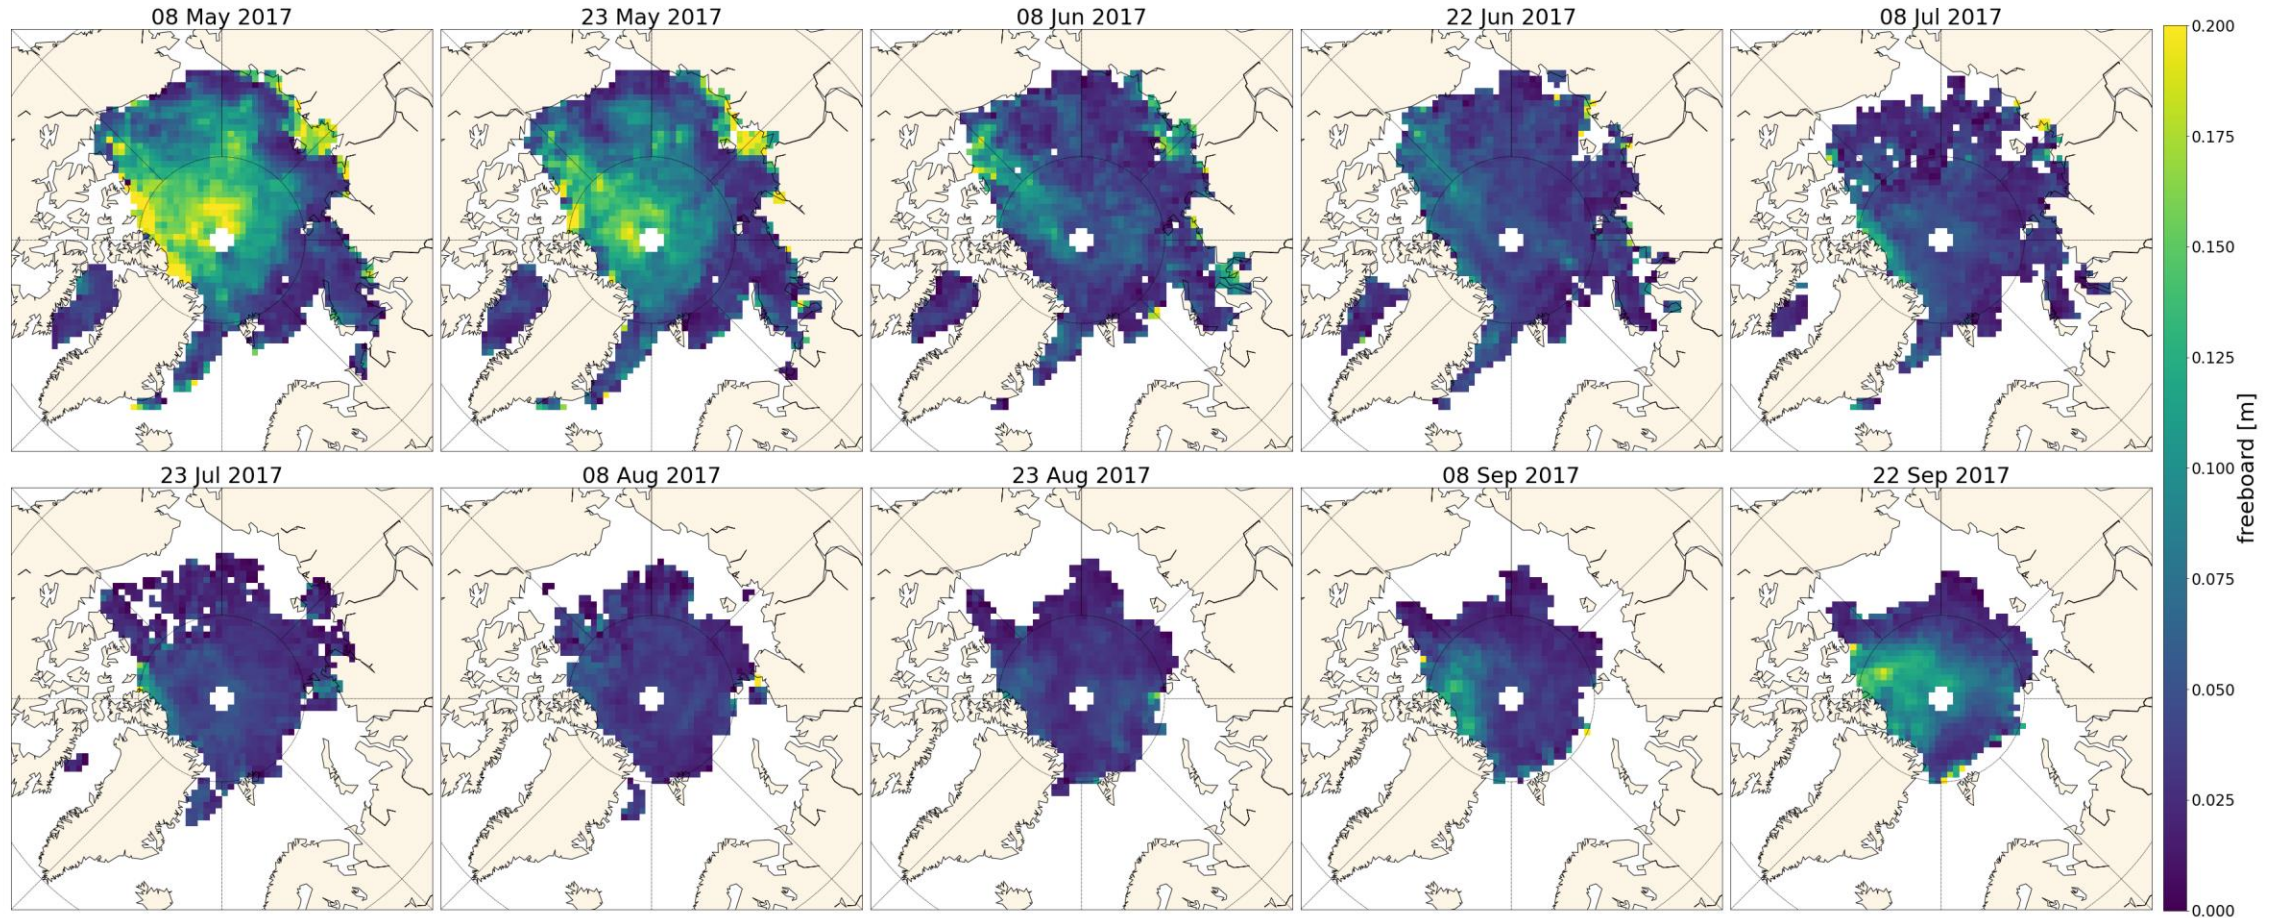 08 May 2017
23 May 2017
08 Jun 2017
22 Jun 2017
08 Jul 2017
23 Jul 2017
08 Aug 2017
23 Aug 2017
08 Sep 2017
22 Sep 2017
0.200
0.175
0.150
0.125
0.100
0.075
0.050
0.025
0.000
freeboard [m]